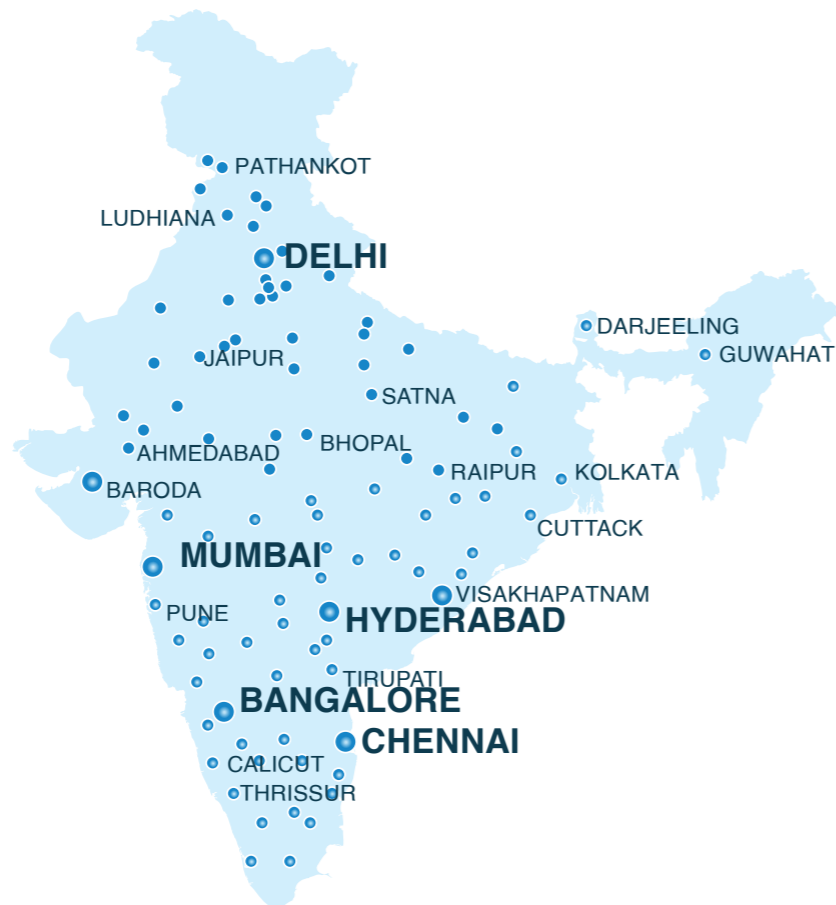 PATHANKOT
LUDHIANA
DELHI
DARJEELING
GUWAHAT
JAIPUR
SATNA
BHOPAL
AHMEDABAD
RAIPUR
KOLKATA
BARODA
CUTTACK
MUMBAI
VISAKHAPATNAM
PUNE
HYDERABAD
TIRUPATI
BANGALORE
CHENNAI
CALICUT
THRISSUR